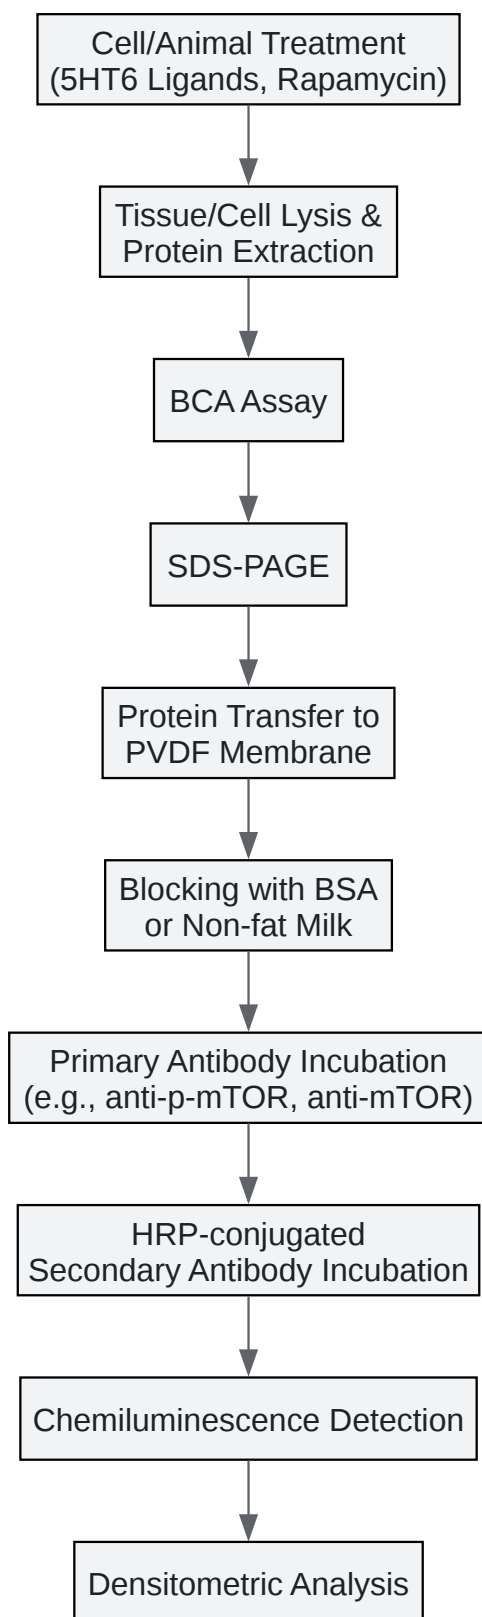 Cell/Animal Treatment
(5HT6 Ligands, Rapamycin)
Tissue/Cell Lysis &
Protein Extraction
BCA Assay
SDS-PAGE
Protein Transfer to
PVDF Membrane
Blocking with BSA
or Non-fat Milk
Primary Antibody Incubation
(e.g., anti-p-mTOR, anti-mTOR)
HRP-conjugated
Secondary Antibody Incubation
Chemiluminescence Detection
Densitometric Analysis